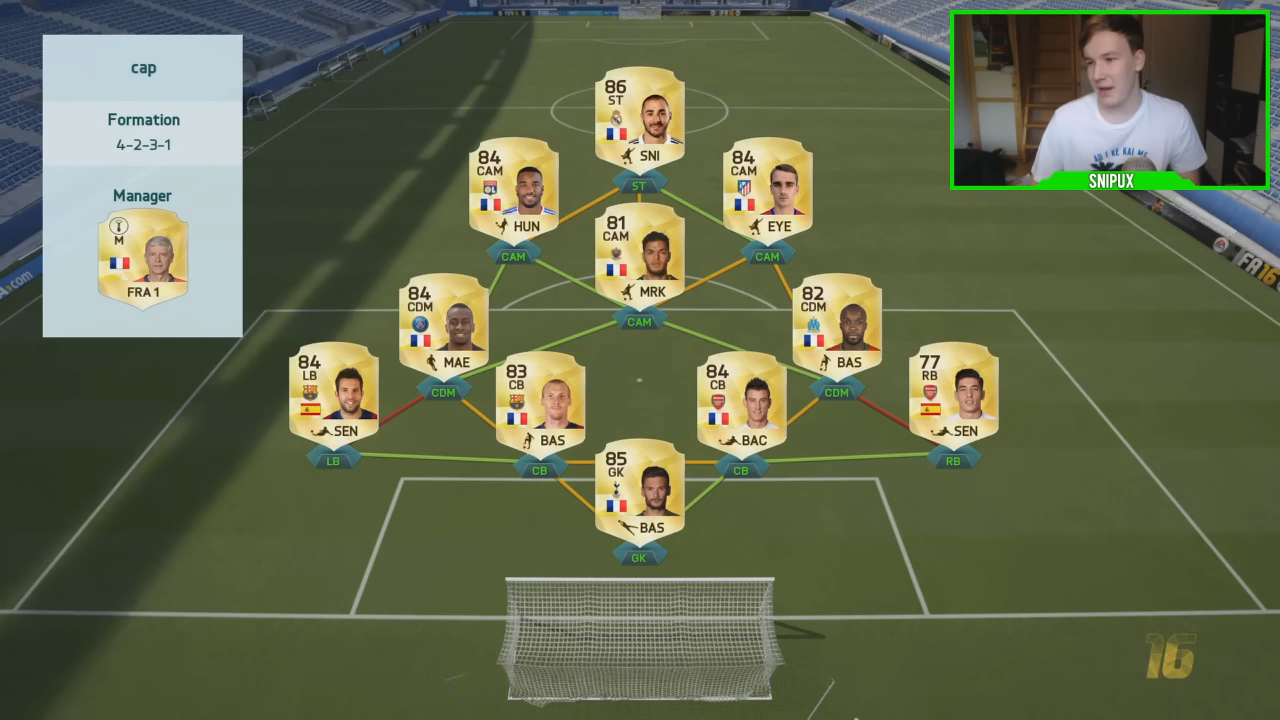 cap
Formation
4-2-3-1
Manager
M
FRA 1
86
ST
SNI
ST
84
CAM
HUN
CAM
84
CAM
EYE
CAM
81
CAM
MRK
CAM
84
CDM
MAE
CDM
82
CDM
BAS
CDM
84
LB
SEN
LB
83
CB
BAS
CB
84
CB
BAC
CB
77
RB
SEN
RB
85
GK
BAS
GK
SNIPUX
16